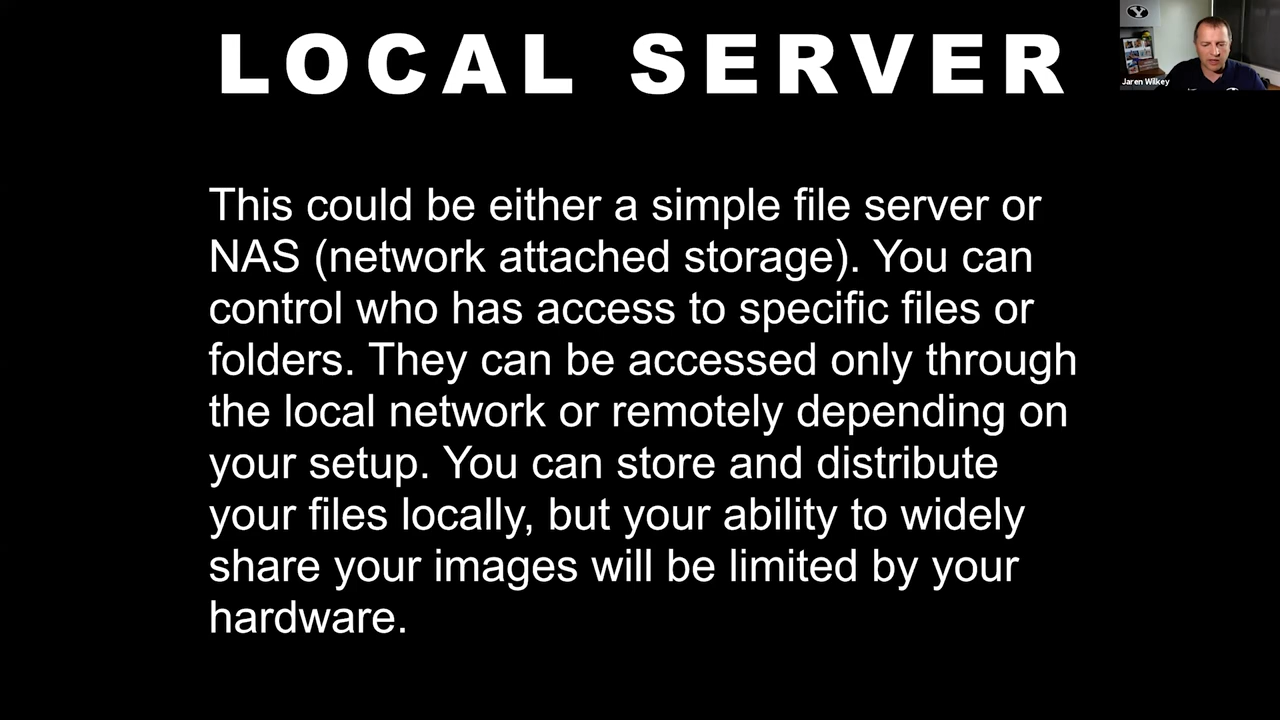 LOCAL SERVER
Jaren Wilkey
This could be either a simple file server or
NAS (network attached storage). You can
control who has access to specific files or
folders. They can be accessed only through
the local network or remotely depending on
your setup. You can store and distribute
your files locally, but your ability to widely
share your images will be limited by your
hardware.